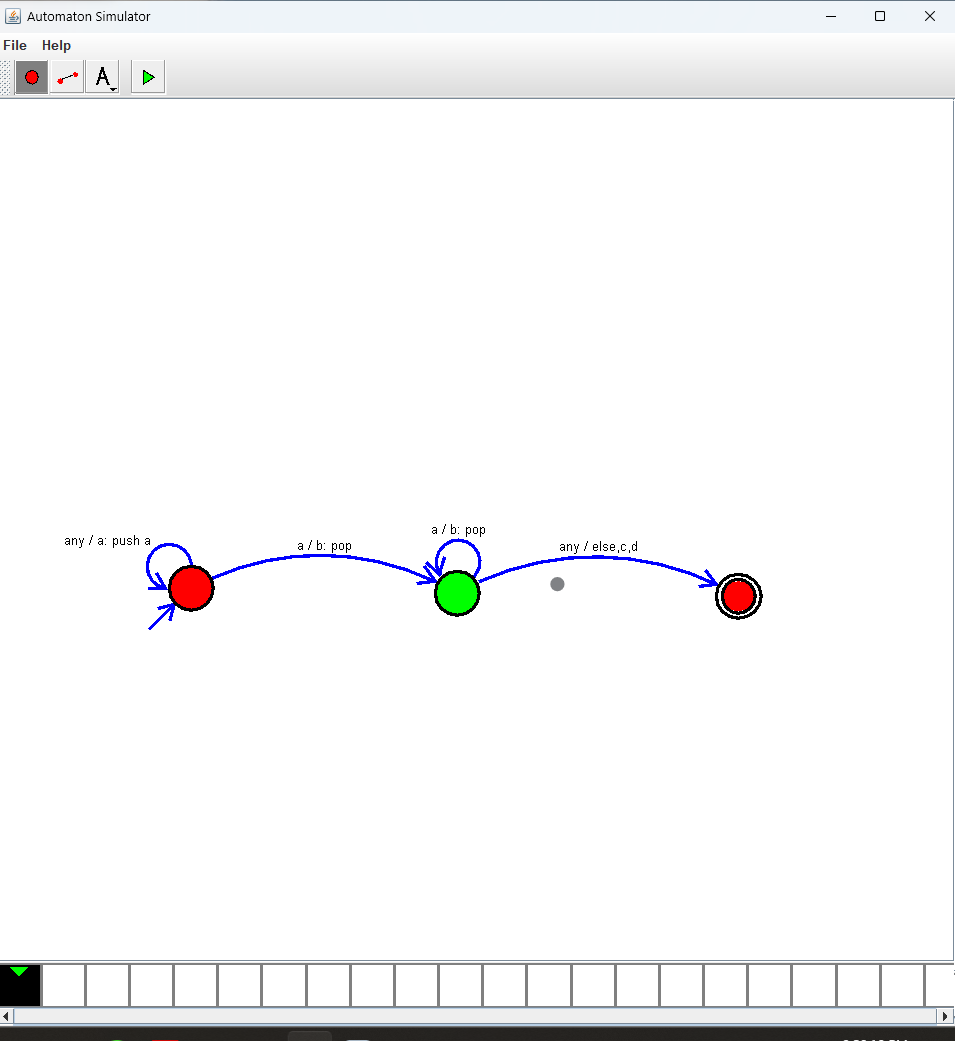 Automaton Simulator
File Help
A
any / a: push a
a / b: pop
a / b: pop
any / else,c,d